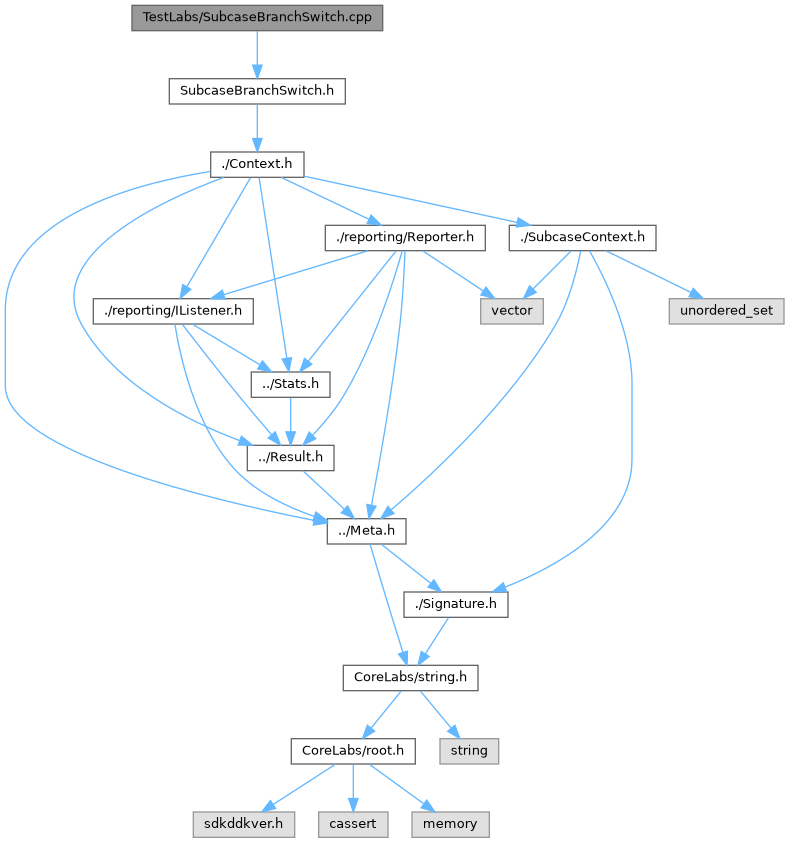 TestLabs/SubcaseBranchSwitch.cpp
SubcaseBranchSwitch.h
./Context.h
./reporting/Reporter.h
./SubcaseContext.h
./reporting/IListener.h
vector
unordered_set
../Stats.h
../Result.h
../Meta.h
./Signature.h
CoreLabs/string.h
CoreLabs/root.h
string
sdkddkver.h
cassert
memory